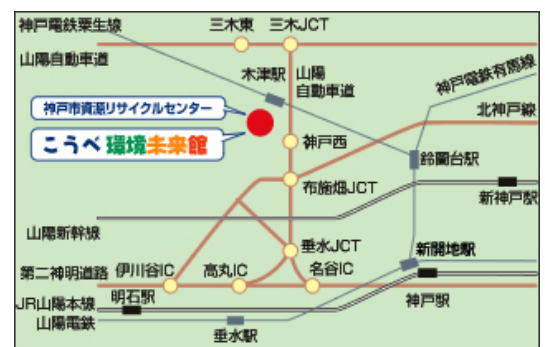 神戸電鉄粟生線
三木東
三木JCT
山陽自動車道
木津駅
山陽
自動車道
神戸電鉄有馬線
神戸市資源リサイクルセンター
北神戸線
こうべ環境未来館
神戸西
鈴蘭台駅
布施畑JCT
新神戸駅
山陽新幹線
垂水JCT
新開地駅
第二神明道路
伊川谷IC
高丸IC
名谷IC
JR山陽本線
明石駅
神戸駅
山陽電鉄
垂水駅